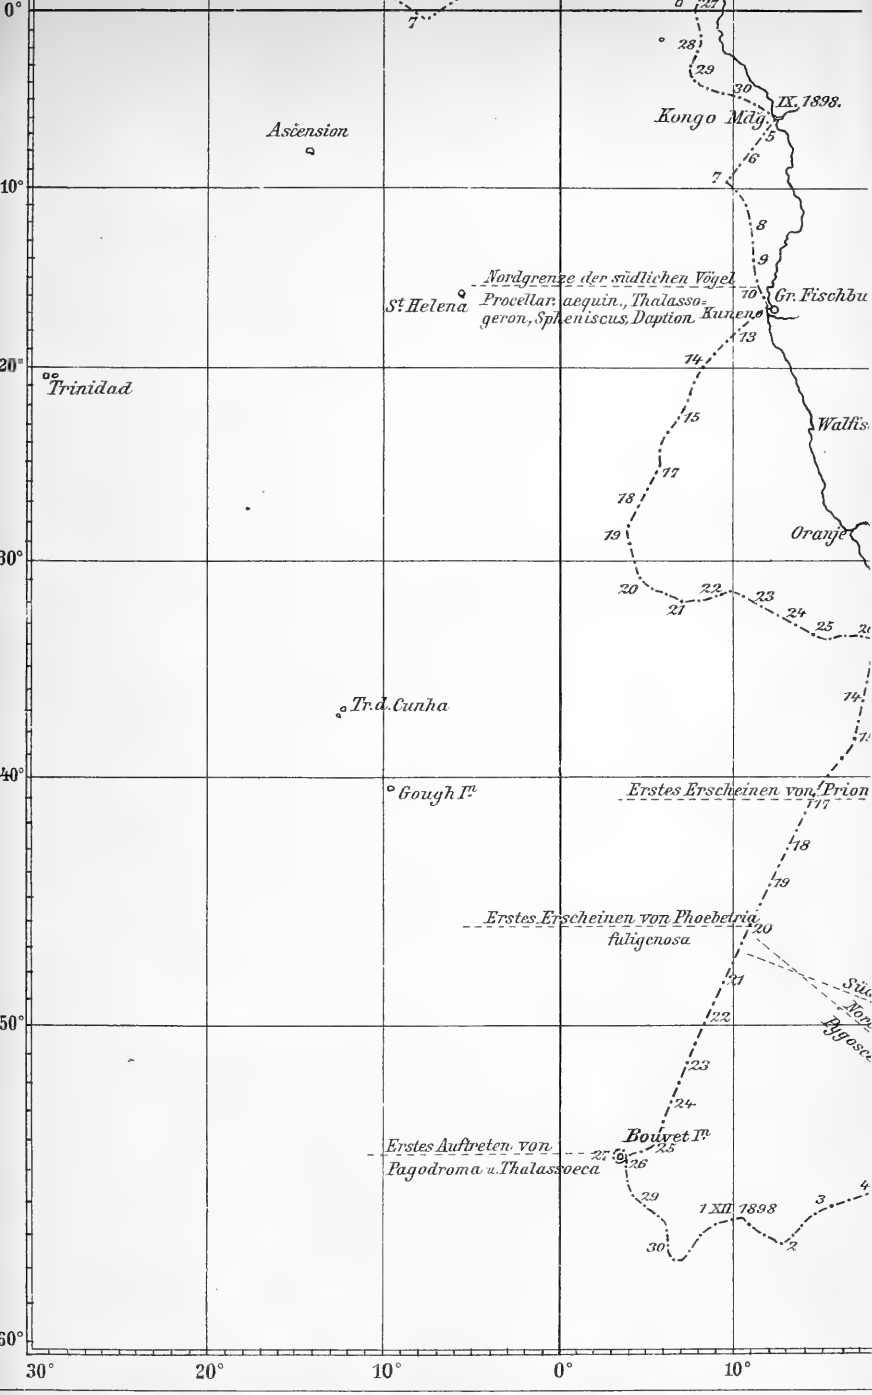 0°
7
27
28
29
30
IX. 1898.
Kongo Mdg.
5
6
Ascension
10°
7
8
9
Nordgrenze der südlichen Vögel
10
Gr. Fischbu
St. Helena
Procellar. aequin., Thalasso=
geron, Spheniscus, Daption
Kunene
13
14
20°
Trinidad
15
Walfis
17
18
19
Oranje
30°
20
21
22
23
24
25
Tr. d. Cunha
14
40°
Gough In
Erstes Erscheinen von Prion
17
18
19
Erstes Erscheinen von Phoebetria
fuligenosa
20
21
Süd
Nor
50°
22
Pygosce
23
24
Bouvet In
Erstes Auftreten von
27
25
26
Pagodroma u. Thalassoeca
29
1 XII 1898
3
4
30
2
60°
30°
20°
10°
0°
10°